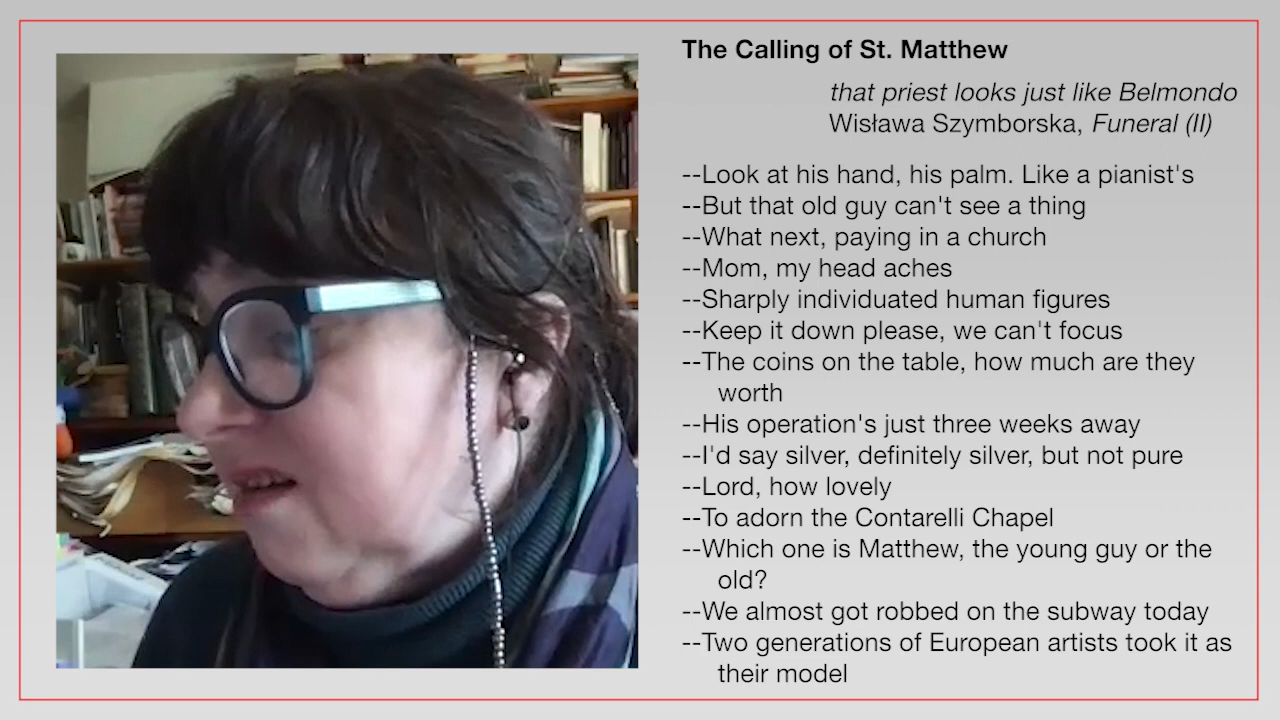 The Calling of St. Matthew
that priest looks just like Belmondo
Wisława Szymborska, Funeral (II)
--Look at his hand, his palm. Like a pianist's
--But that old guy can't see a thing
--What next, paying in a church
--Mom, my head aches
--Sharply individuated human figures
--Keep it down please, we can't focus
--The coins on the table, how much are they
worth
--His operation's just three weeks away
--I'd say silver, definitely silver, but not pure
--Lord, how lovely
--To adorn the Contarelli Chapel
--Which one is Matthew, the young guy or the
old?
--We almost got robbed on the subway today
--Two generations of European artists took it as
their model